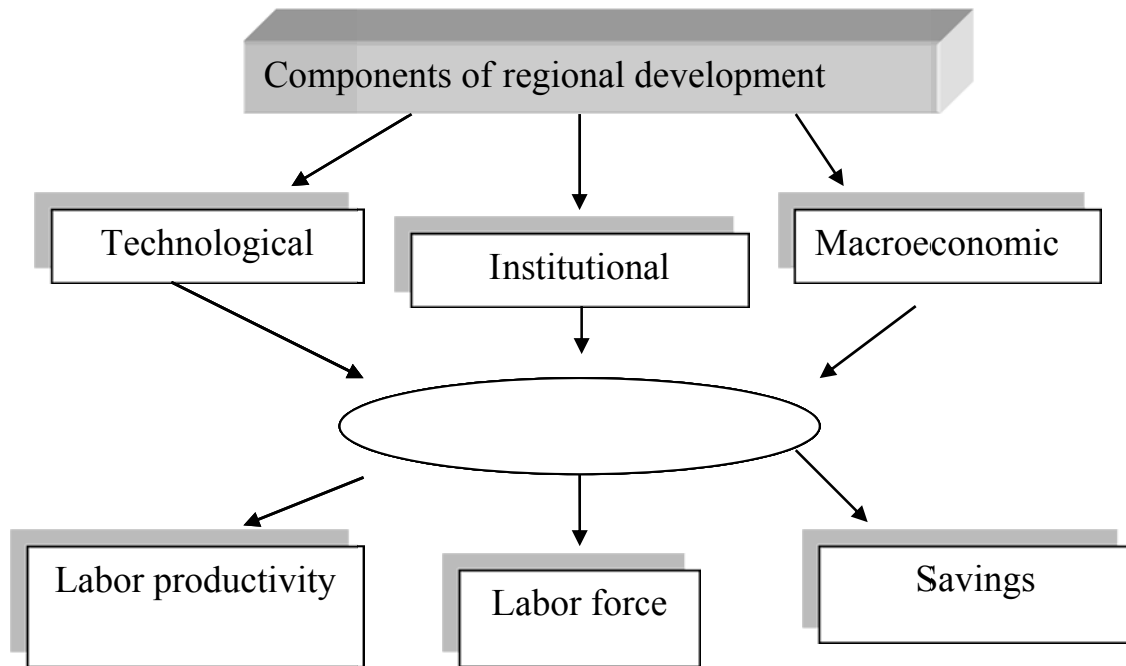 Components of regional development
Technological
Institutional
Macroeconomic
Labor productivity
Labor force
Savings